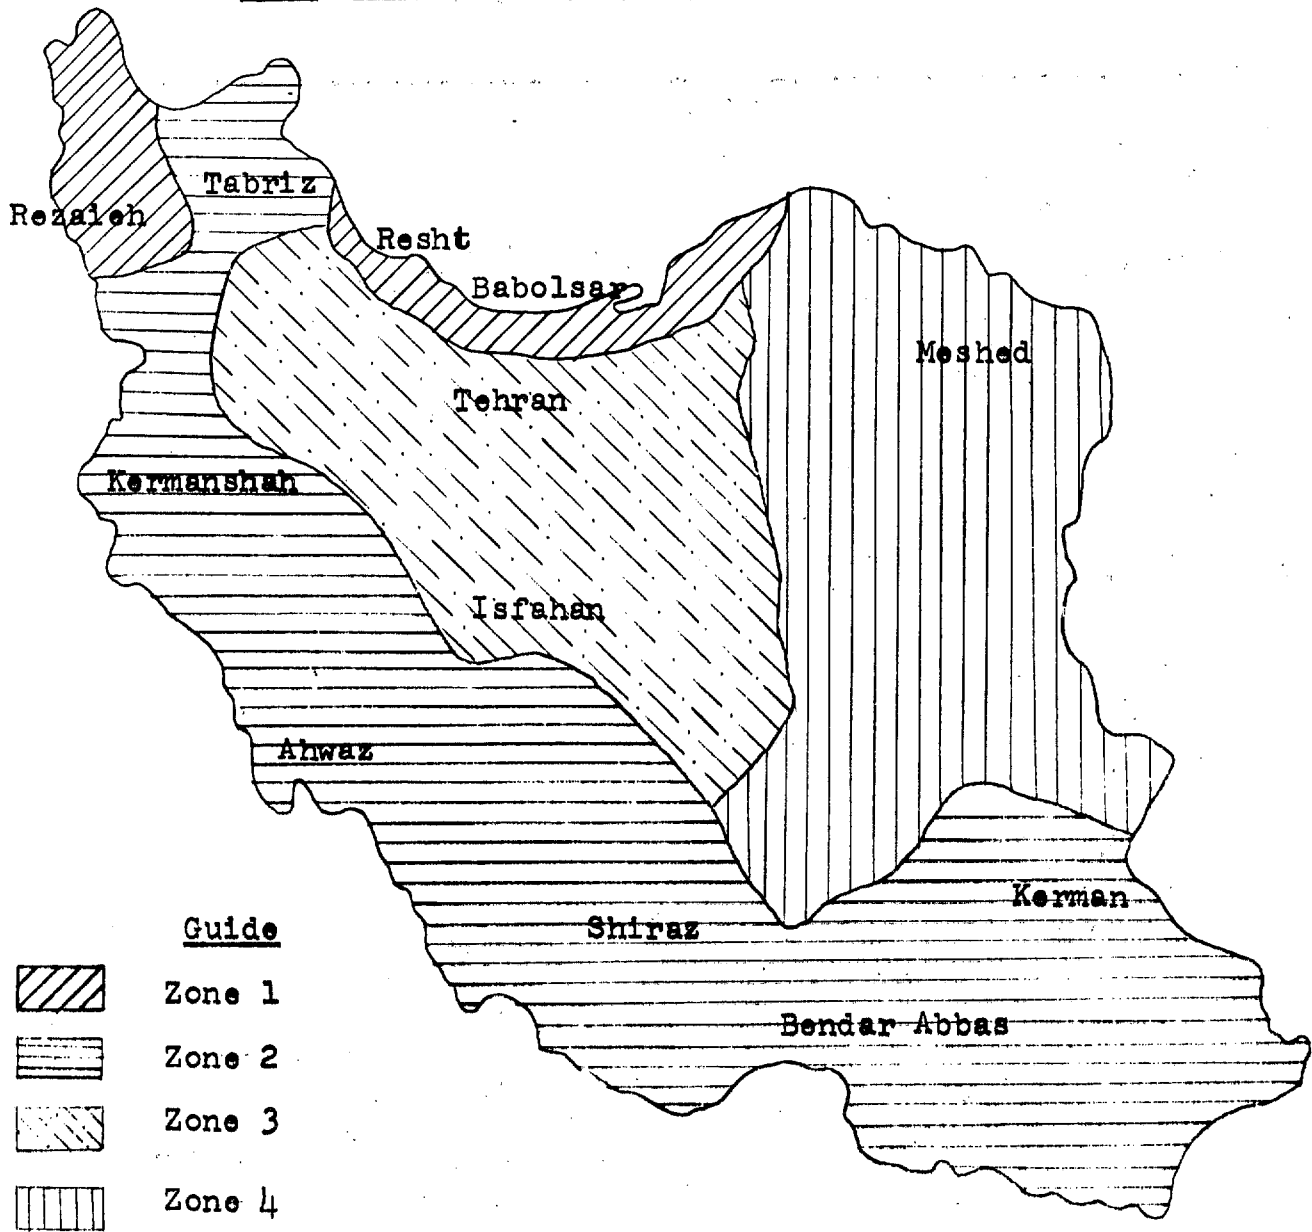 Tabriz
Rezaieh
Resht
Babolsar
Meshed
Tehran
Kermanshah
Isfahan
Ahwaz
Kerman
Shiraz
Bendar Abbas
Guide
Zone 1
Zone 2
Zone 3
Zone 4